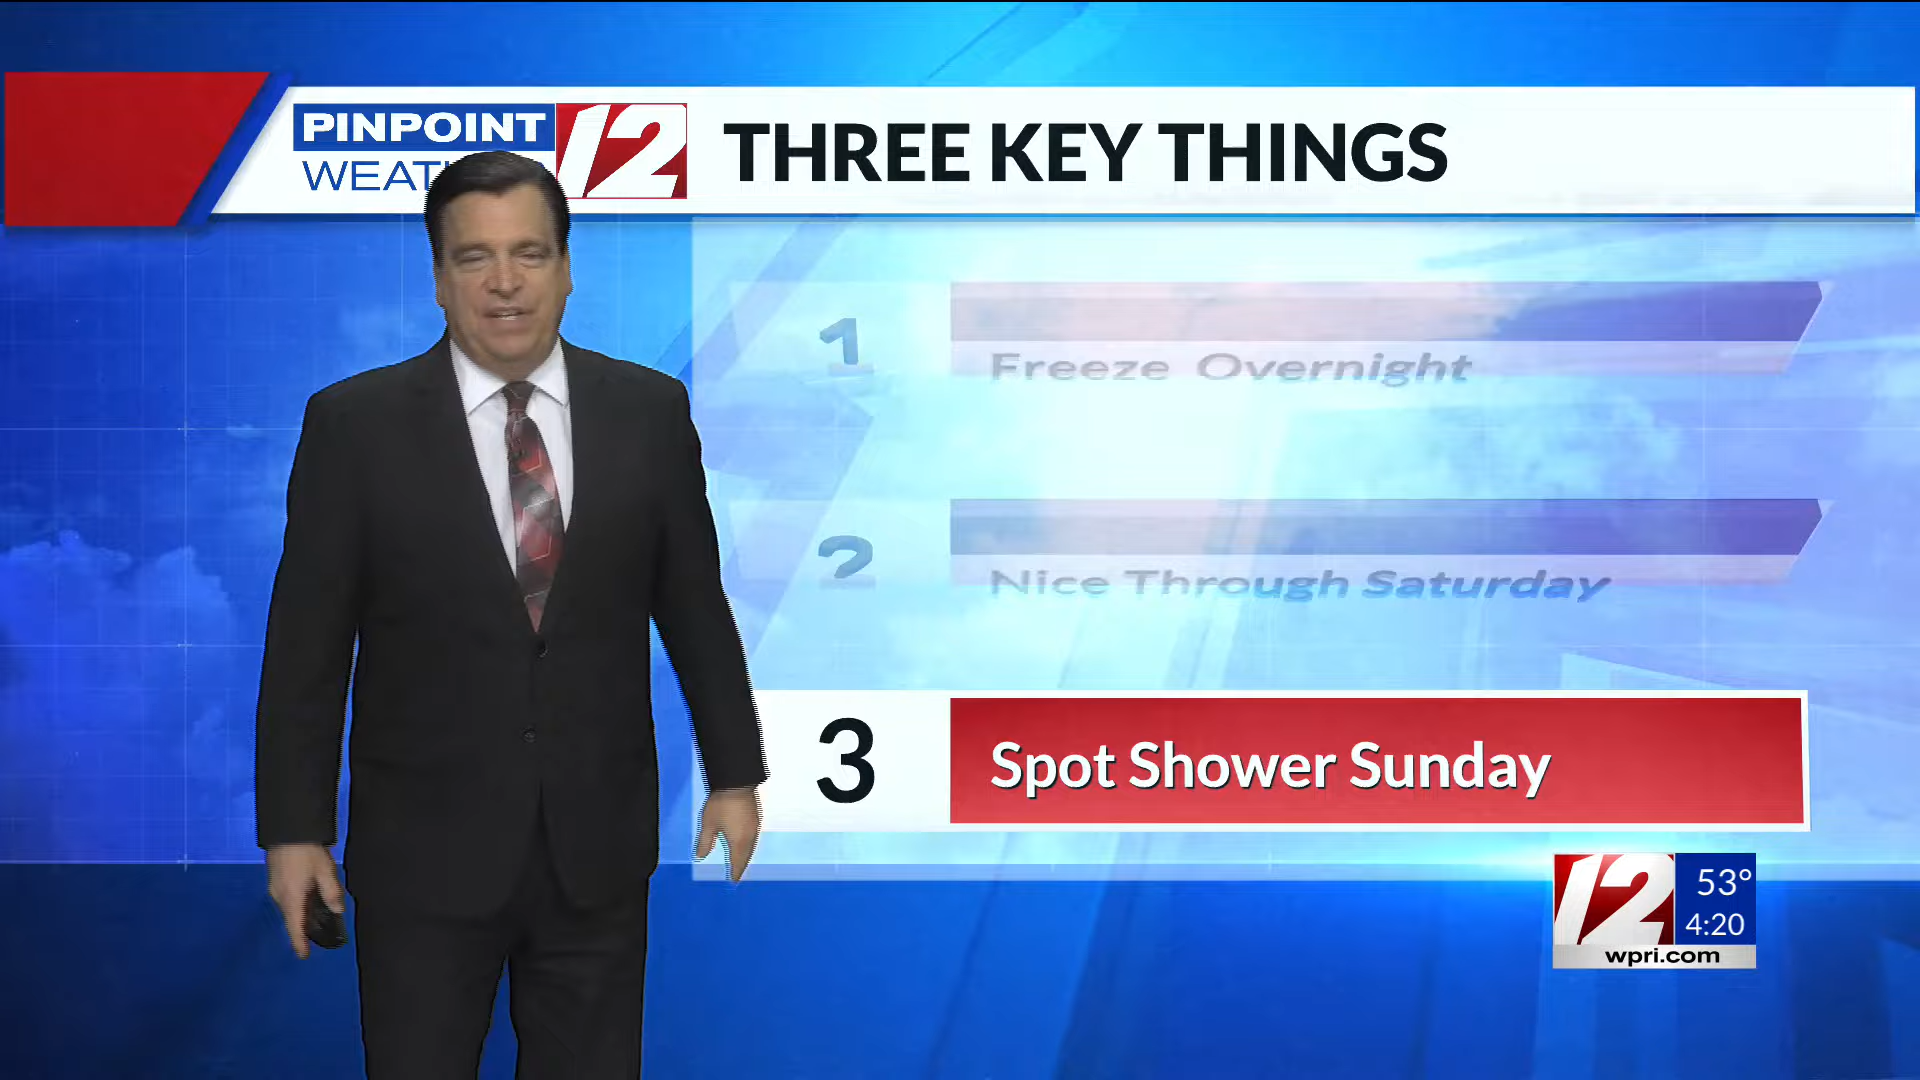 PINPOINT
WEAT
12
THREE KEY THINGS
1
Freeze Overnight
2
Nice Through Saturday
3
Spot Shower Sunday
12
53°
4:20
wpri.com